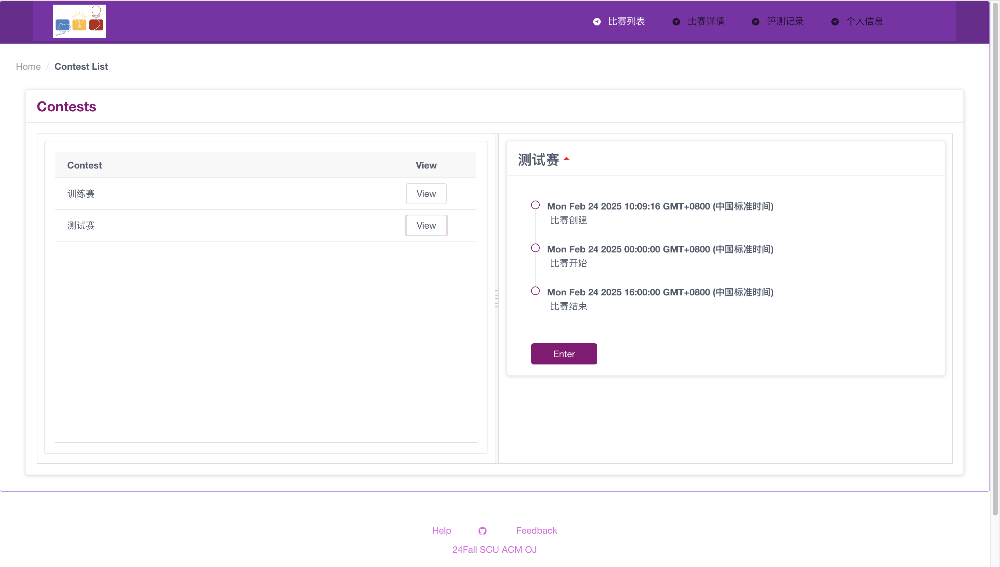 比赛列表 比赛详情 评测记录 个人信息
Home / Contest List
Contests
Contest View
训练赛 View
测试赛 View
测试赛
Mon Feb 24 2025 10:09:16 GMT+0800 (中国标准时间)
比赛创建
Mon Feb 24 2025 00:00:00 GMT+0800 (中国标准时间)
比赛开始
Mon Feb 24 2025 16:00:00 GMT+0800 (中国标准时间)
比赛结束
Enter
Help Feedback
24Fall SCU ACM OJ